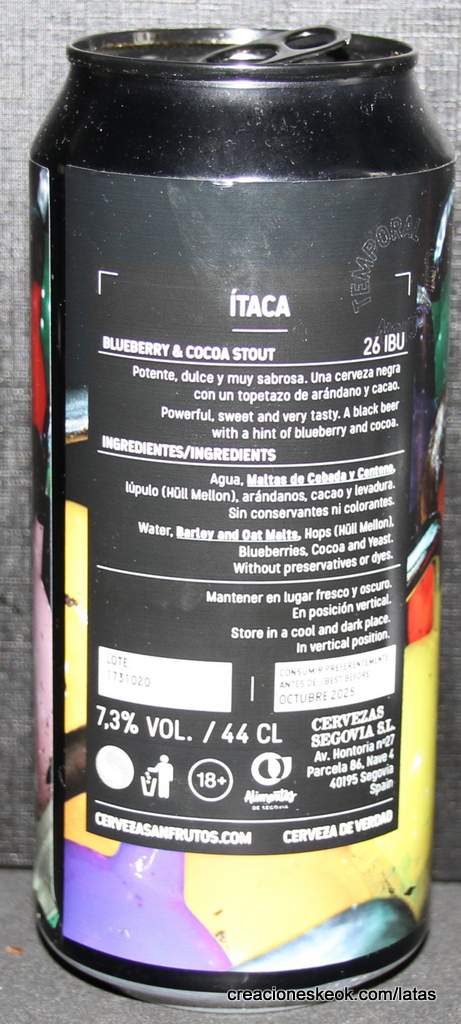 TEMPORAL
ÍTACA
BLUEBERRY & COCOA STOUT 26 IBU
Potente, dulce y muy sabrosa. Una cerveza negra
con un topetazo de arándano y cacao.
Powerful, sweet and very tasty. A black beer
with a hint of blueberry and cocoa.
INGREDIENTES/INGREDIENTS
Agua, Maltas de Cebada y Centeno,
lúpulo (Hüll Mellon), arándanos, cacao y levadura.
Sin conservantes ni colorantes.
Water, Barley and Oat Malts, Hops (Hüll Mellon),
Blueberries, Cocoa and Yeast.
Without preservatives or dyes.
Mantener en lugar fresco y oscuro.
En posición vertical.
Store in a cool and dark place.
In vertical position.
LOTE
1731020
CONSUMIR PREFERENTEMENTE
ANTES DE / BEST BEFORE
OCTUBRE 2025
7,3% VOL. / 44 CL
CERVEZAS
SEGOVIA S.L.
Av. Hontoria nº27
Parcela 86. Nave 4
40195 Segovia
Spain
18+
Alimentos
DE SEGOVIA
CERVEZASANFRUTOS.COM CERVEZA DE VERDAD
creacioneskeok.com/latas